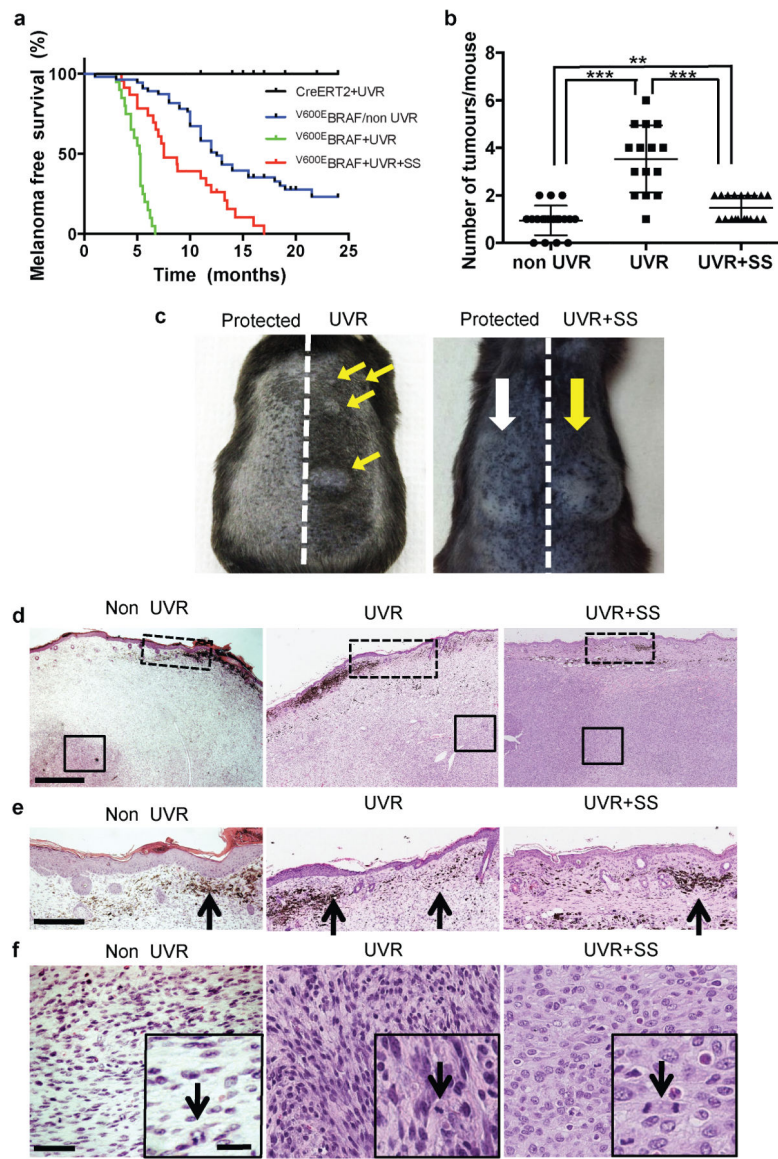 a
Melanoma free survival (%)
100
50
0
0 5 10 15 20 25
Time (months)
CreERT2+UVR
V600EBRAF/non UVR
V600EBRAF+UVR
V600EBRAF+UVR+SS
b
Number of tumours/mouse
8
6
4
2
0
**
*** ***
non UVR UVR UVR+SS
c
Protected UVR
Protected UVR+SS
d
Non UVR UVR UVR+SS
e
Non UVR UVR UVR+SS
f
Non UVR UVR UVR+SS